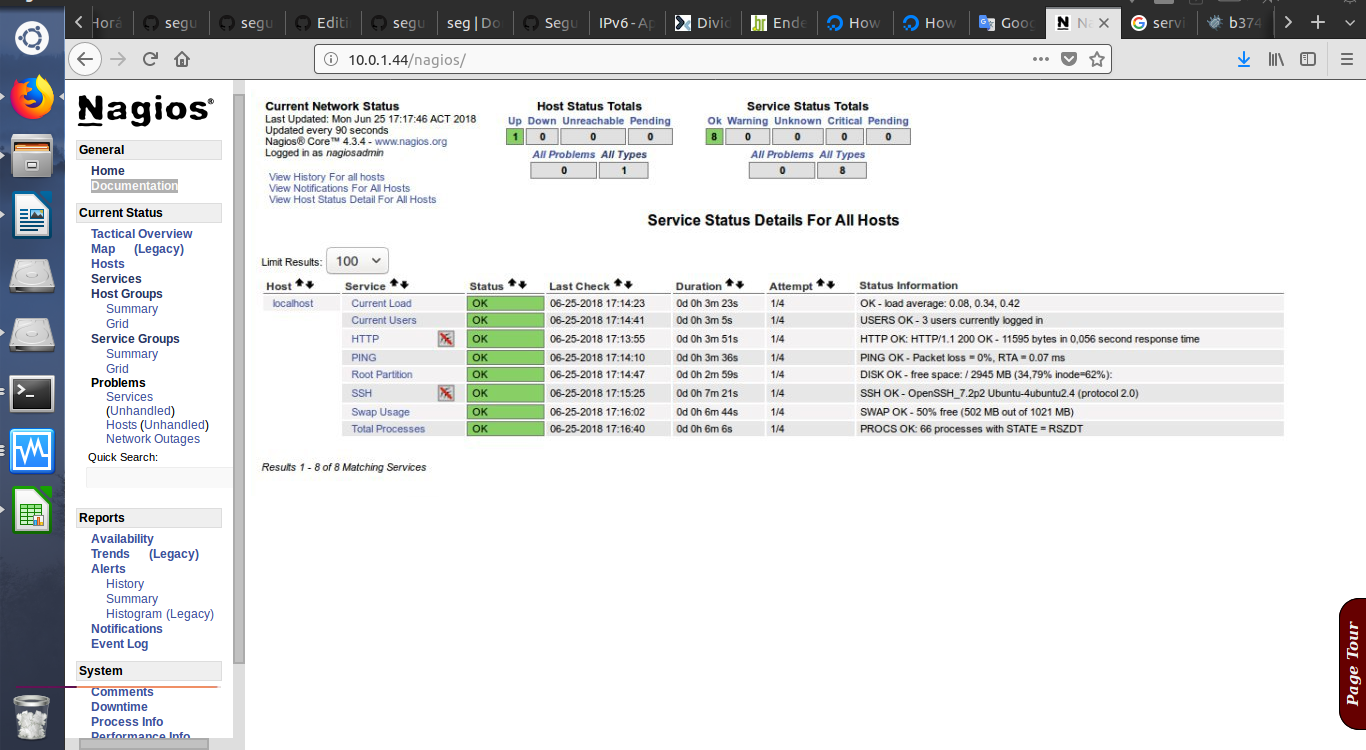 Horá segu segu Editi segu seg | Do Segu IPv6 - Ap Divic hr Ende How How Goog N Na servi b374
10.0.1.44/nagios/
Nagios®
General
Home
Documentation
Current Status
Tactical Overview
Map (Legacy)
Hosts
Services
Host Groups
Summary
Grid
Service Groups
Summary
Grid
Problems
Services
(Unhandled)
Hosts (Unhandled)
Network Outages
Quick Search:
Reports
Availability
Trends (Legacy)
Alerts
History
Summary
Histogram (Legacy)
Notifications
Event Log
System
Comments
Downtime
Process Info
Performance Info
Current Network Status
Last Updated: Mon Jun 25 17:17:46 ACT 2018
Updated every 90 seconds
Nagios® Core™ 4.3.4 - www.nagios.org
Logged in as nagiosadmin
View History For all hosts
View Notifications For All Hosts
View Host Status Detail For All Hosts
Host Status Totals
Up Down Unreachable Pending
1 0 0 0
All Problems All Types
0 1
Service Status Totals
Ok Warning Unknown Critical Pending
8 0 0 0 0
All Problems All Types
0 8
Service Status Details For All Hosts
Limit Results: 100
Host Service Status Last Check Duration Attempt Status Information
localhost Current Load OK 06-25-2018 17:14:23 0d 0h 3m 23s 1/4 OK - load average: 0.08, 0.34, 0.42
Current Users OK 06-25-2018 17:14:41 0d 0h 3m 5s 1/4 USERS OK - 3 users currently logged in
HTTP OK 06-25-2018 17:13:55 0d 0h 3m 51s 1/4 HTTP OK: HTTP/1.1 200 OK - 11595 bytes in 0,056 second response time
PING OK 06-25-2018 17:14:10 0d 0h 3m 36s 1/4 PING OK - Packet loss = 0%, RTA = 0.07 ms
Root Partition OK 06-25-2018 17:14:47 0d 0h 2m 59s 1/4 DISK OK - free space: / 2945 MB (34,79% inode=62%):
SSH OK 06-25-2018 17:15:25 0d 0h 7m 21s 1/4 SSH OK - OpenSSH_7.2p2 Ubuntu-4ubuntu2.4 (protocol 2.0)
Swap Usage OK 06-25-2018 17:16:02 0d 0h 6m 44s 1/4 SWAP OK - 50% free (502 MB out of 1021 MB)
Total Processes OK 06-25-2018 17:16:40 0d 0h 6m 6s 1/4 PROCS OK: 66 processes with STATE = RSZDT
Results 1 - 8 of 8 Matching Services
Page Tour